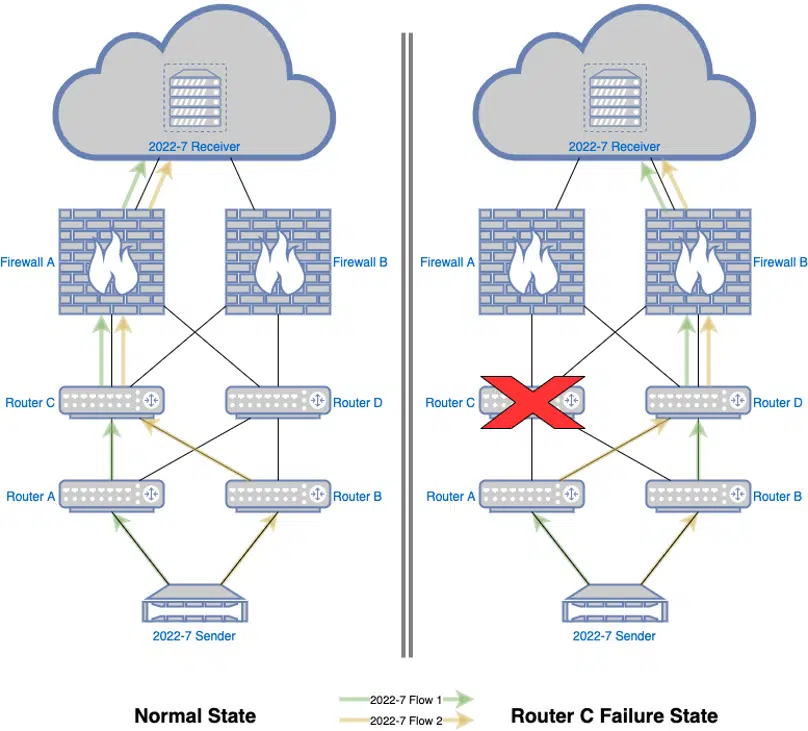 2022-7 Receiver
2022-7 Receiver
Firewall A
Firewall B
Firewall A
Firewall B
Router C
Router D
Router C
Router D
Router A
Router B
Router A
Router B
2022-7 Sender
2022-7 Sender
Normal State
2022-7 Flow 1
2022-7 Flow 2
Router C Failure State